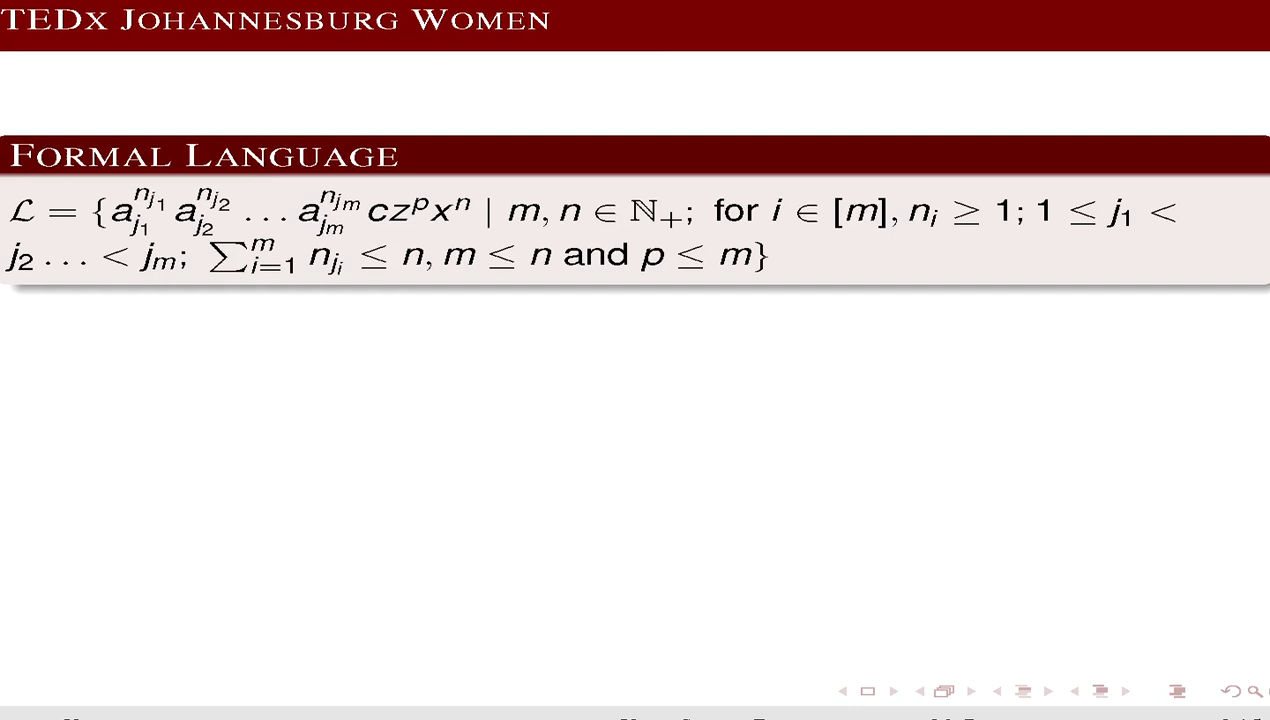 TEDx Johannesburg Women
Formal Language
ℒ = {a_{j_1}^{n_{j_1}} a_{j_2}^{n_{j_2}} … a_{j_m}^{n_{j_m}} cz^p x^n | m, n ∈ ℕ_+; for i ∈ [m], n_i ≥ 1; 1 ≤ j_1 <
j_2 … < j_m; ∑_{i=1}^{m} n_{j_i} ≤ n, m ≤ n and p ≤ m}